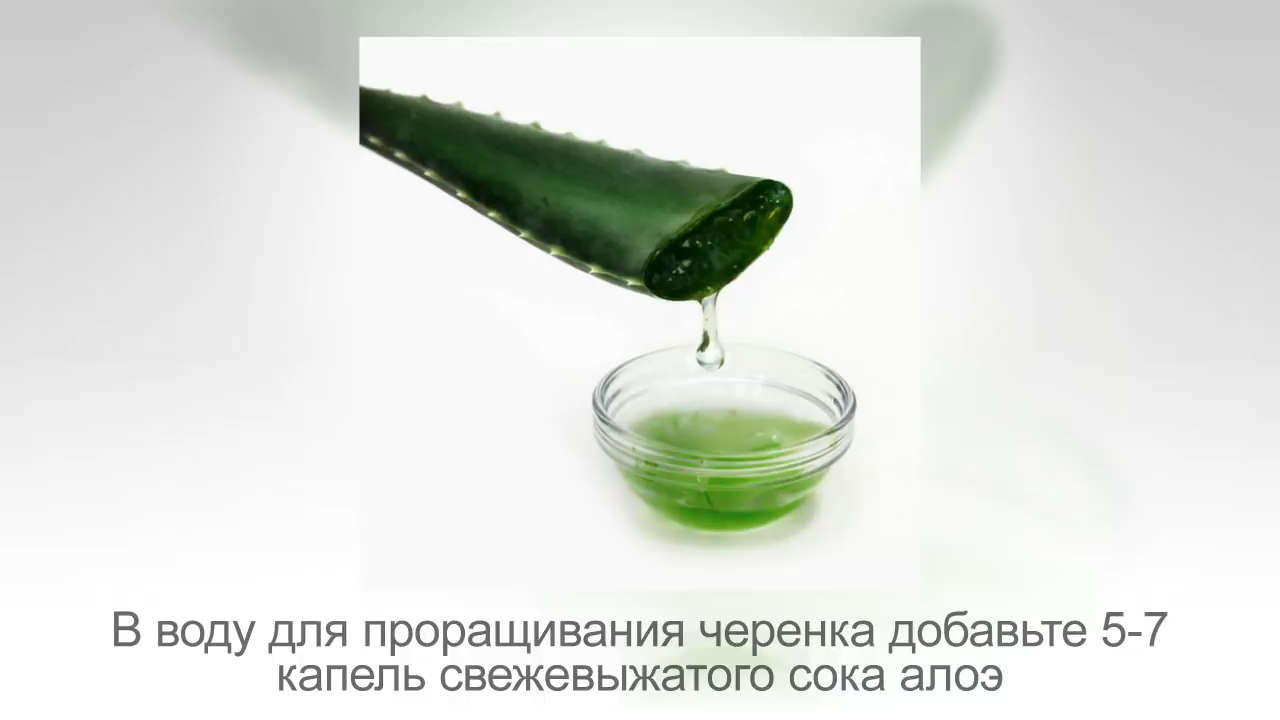 В воду для проращивания черенка добавьте 5-7
капель свежевыжатого сока алоэ